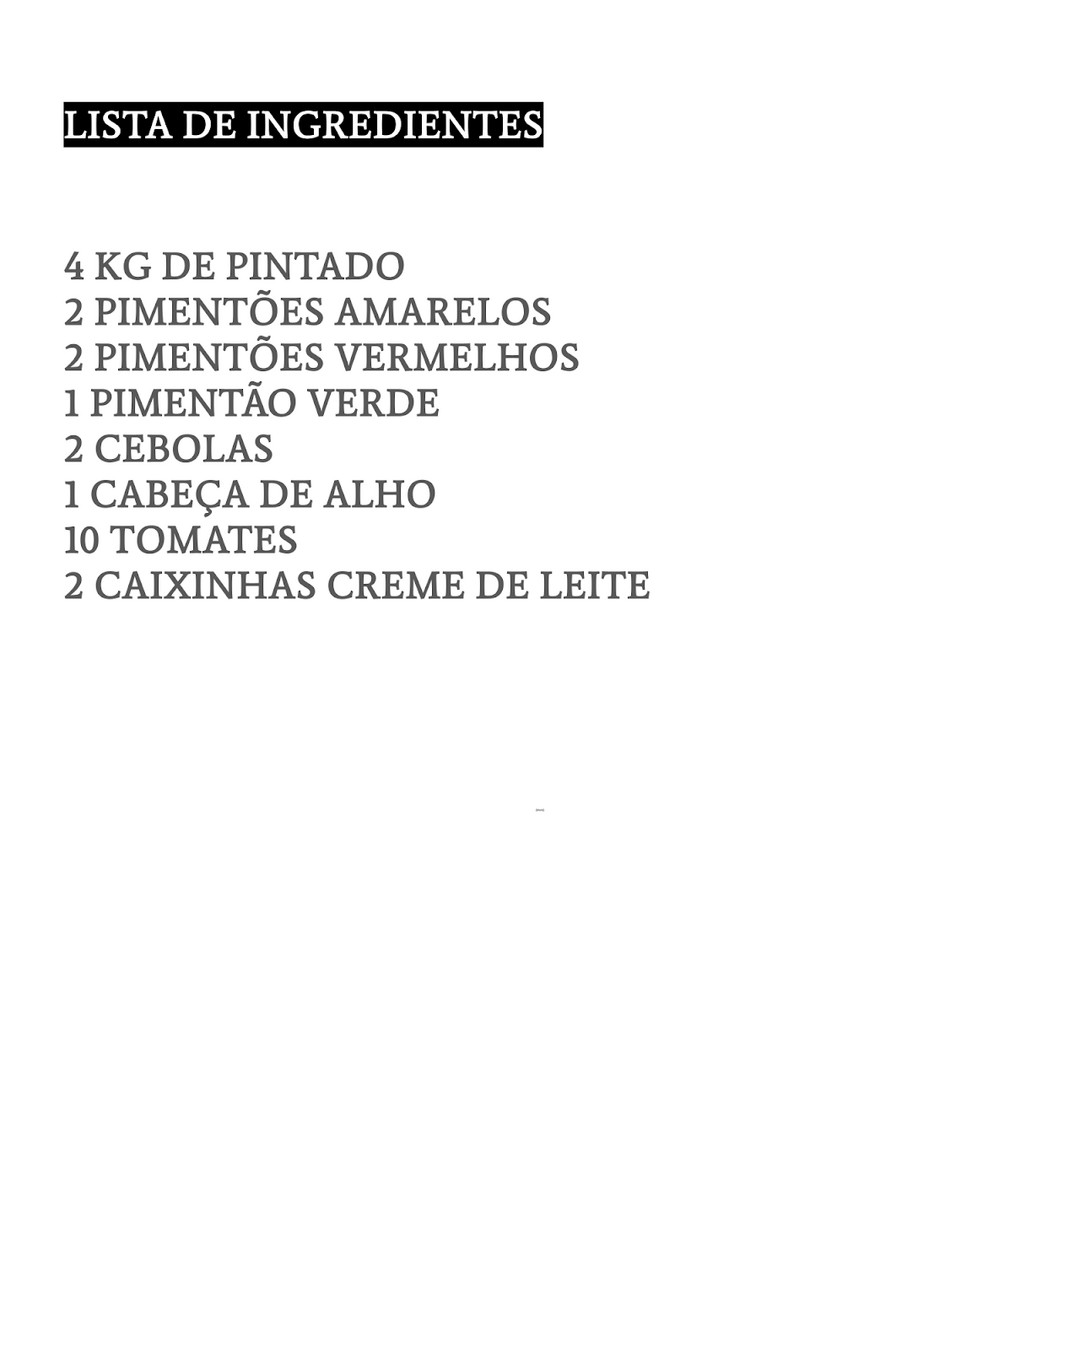 LISTA DE INGREDIENTES
4 KG DE PINTADO
2 PIMENTÕES AMARELOS
2 PIMENTÕES VERMELHOS
1 PIMENTÃO VERDE
2 CEBOLAS
1 CABEÇA DE ALHO
10 TOMATES
2 CAIXINHAS CREME DE LEITE